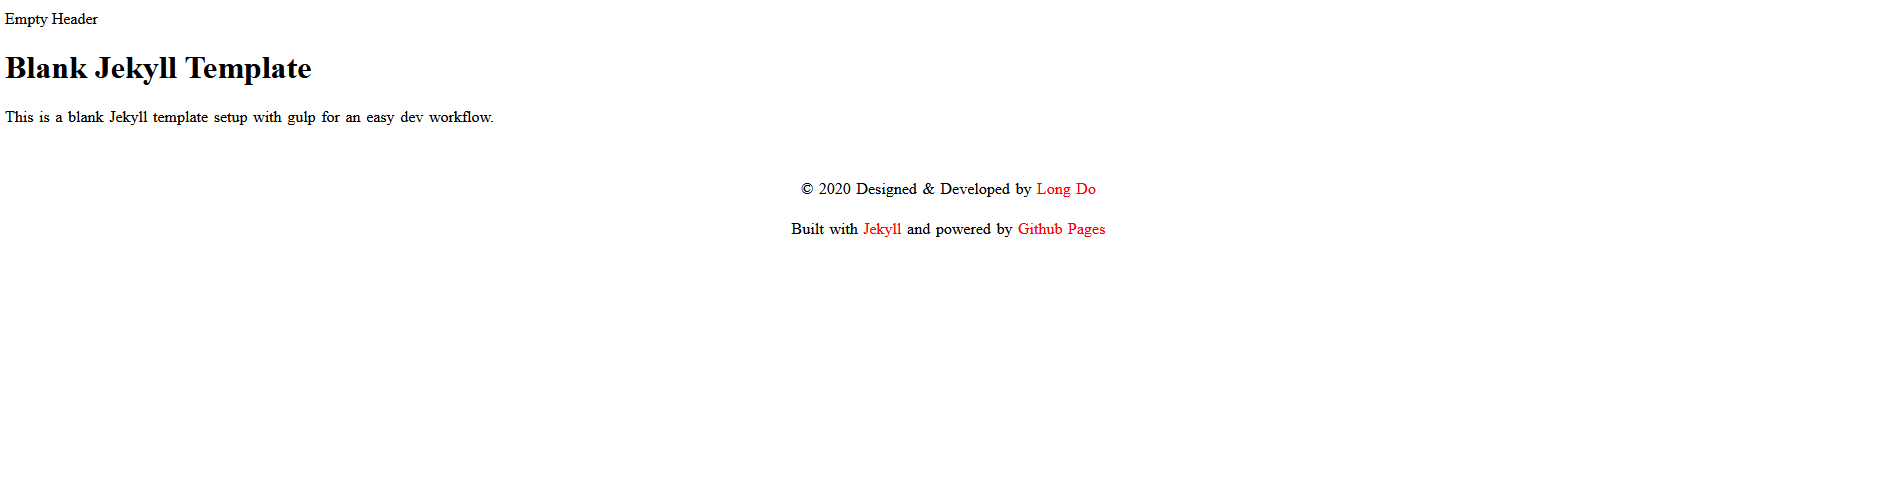 Empty Header
Blank Jekyll Template
This is a blank Jekyll template setup with gulp for an easy dev workflow.
© 2020 Designed & Developed by Long Do
Built with Jekyll and powered by Github Pages